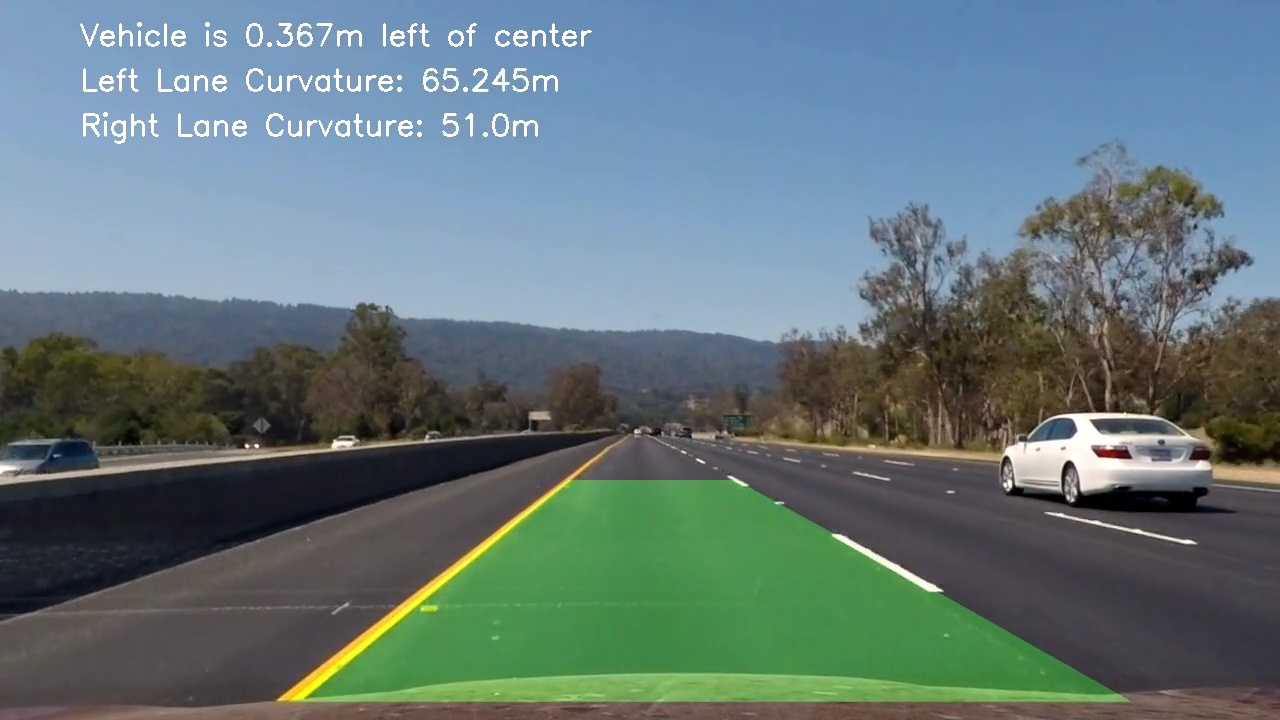 Vehicle is 0.367m left of center
Left Lane Curvature: 65.245m
Right Lane Curvature: 51.0m